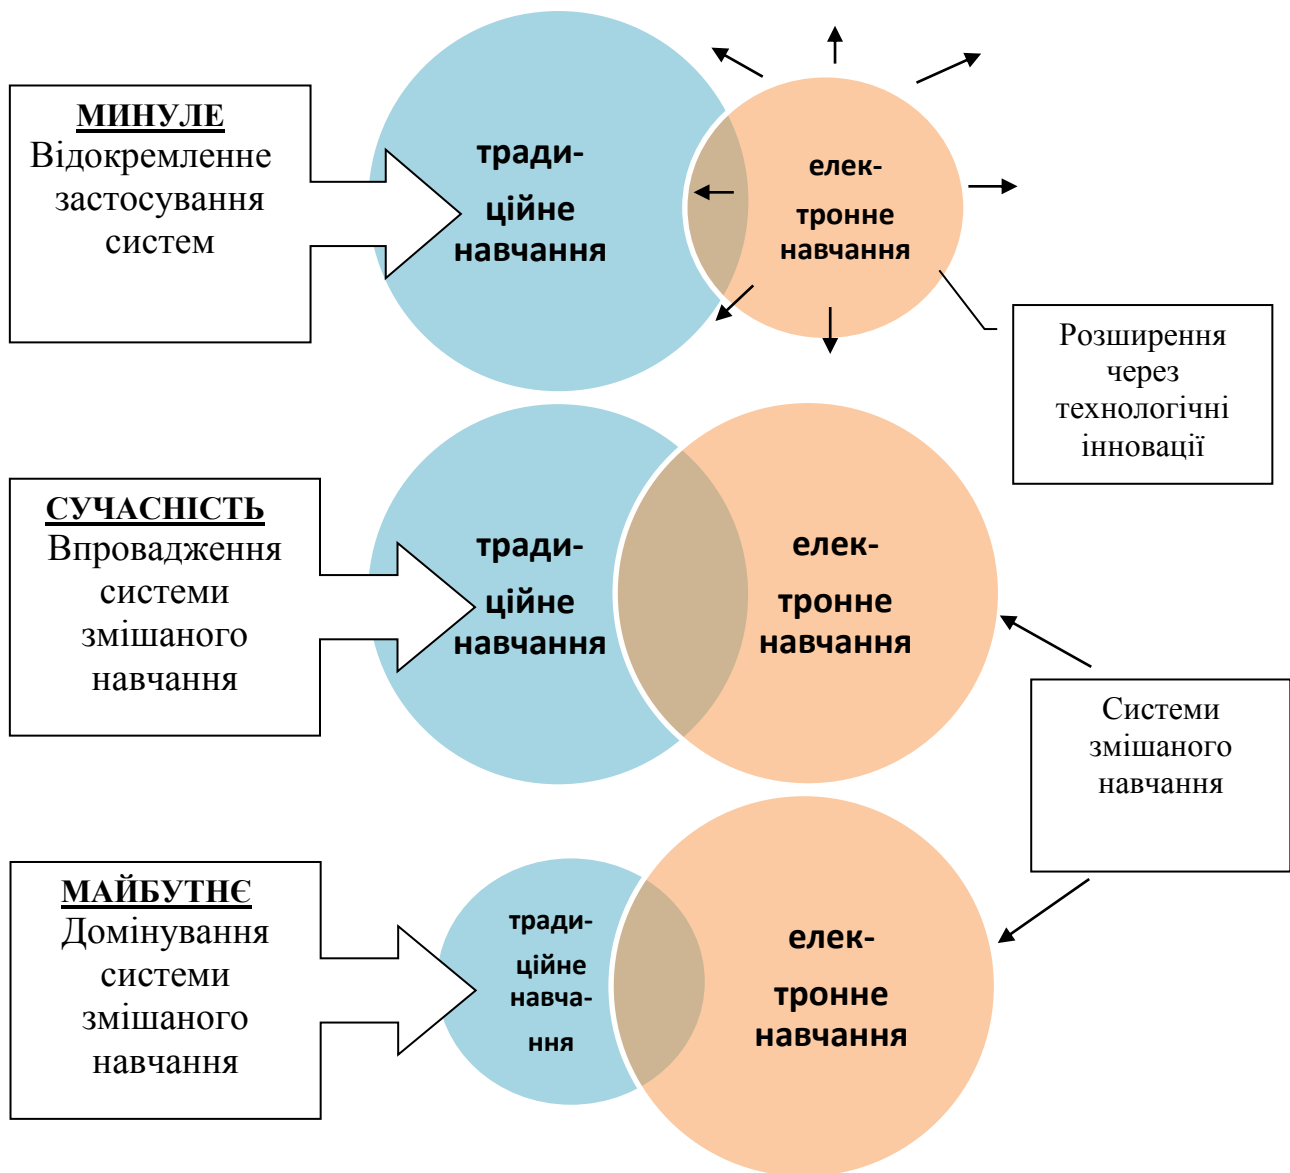 МИНУЛЕ
Відокремленне
застосування
систем
тради-
ційне
навчання
елек-
тронне
навчання
Розширення
через
технологічні
інновації
СУЧАСНІСТЬ
Впровадження
системи
змішаного
навчання
тради-
ційне
навчання
елек-
тронне
навчання
Системи
змішаного
навчання
МАЙБУТНЄ
Домінування
системи
змішаного
навчання
тради-
ційне
навча-
ння
елек-
тронне
навчання